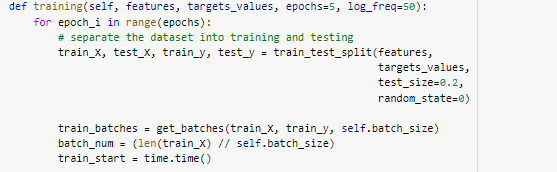 def training(self, features, targets_values, epochs=5, log_freq=50):
    for epoch_i in range(epochs):
        # separate the dataset into training and testing
        train_X, test_X, train_y, test_y = train_test_split(features,
                                                            targets_values,
                                                            test_size=0.2,
                                                            random_state=0)
        train_batches = get_batches(train_X, train_y, self.batch_size)
        batch_num = (len(train_X) // self.batch_size)
        train_start = time.time()